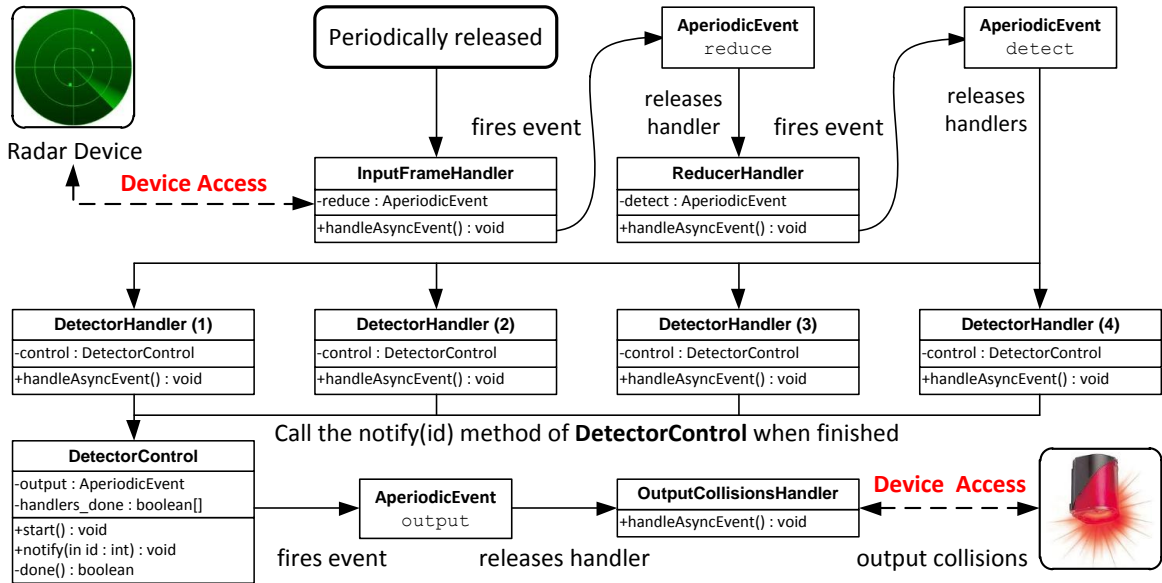 Periodically released
AperiodicEvent
reduce
AperiodicEvent
detect
Radar Device
fires event
releases
handler
fires event
releases
handlers
Device Access
InputFrameHandler
-reduce : AperiodicEvent
+handleAsyncEvent() : void
ReducerHandler
-detect : AperiodicEvent
+handleAsyncEvent() : void
DetectorHandler (1)
-control : DetectorControl
+handleAsyncEvent() : void
DetectorHandler (2)
-control : DetectorControl
+handleAsyncEvent() : void
DetectorHandler (3)
-control : DetectorControl
+handleAsyncEvent() : void
DetectorHandler (4)
-control : DetectorControl
+handleAsyncEvent() : void
Call the notify(id) method of DetectorControl when finished
DetectorControl
-output : AperiodicEvent
-handlers_done : boolean[]
+start() : void
+notify(in id : int) : void
-done() : boolean
fires event
AperiodicEvent
output
releases handler
OutputCollisionsHandler
+handleAsyncEvent() : void
Device Access
output collisions